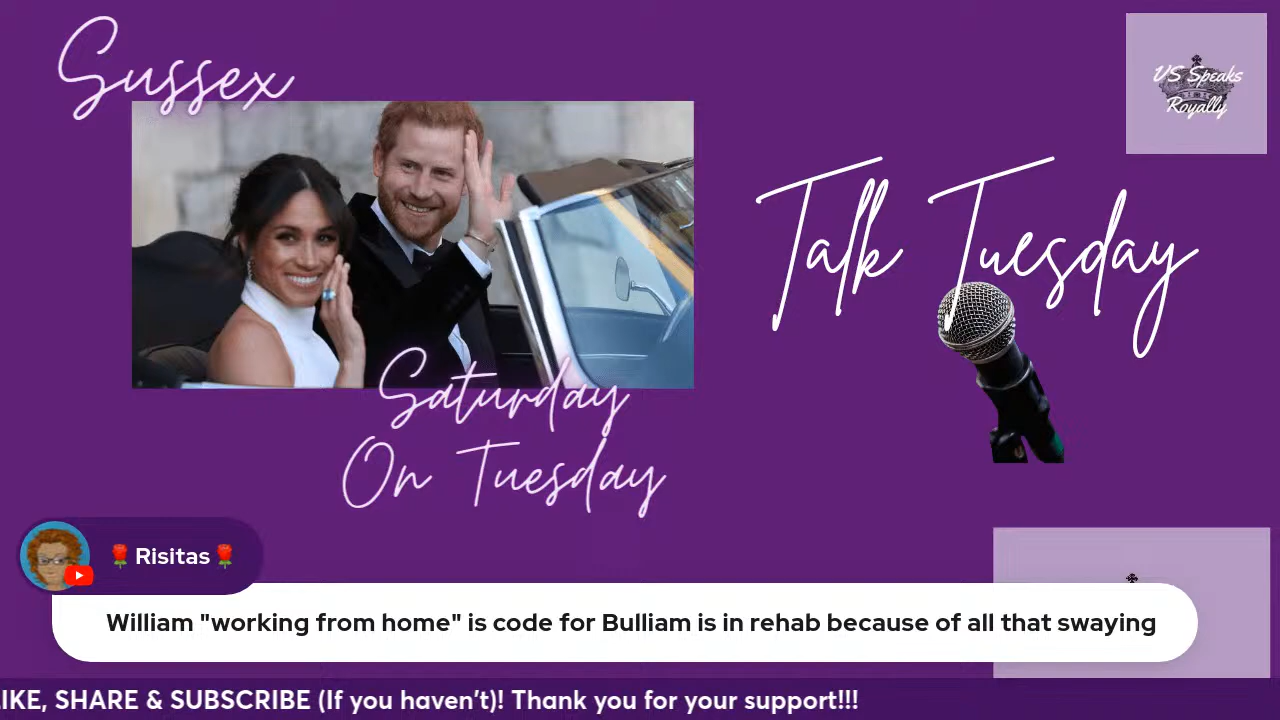 Sussex
US Speaks
Royally
Talk Tuesday
Saturday
On Tuesday
🌹Risitas🌹
William "working from home" is code for Bulliam is in rehab because of all that swaying
LIKE, SHARE & SUBSCRIBE (If you haven't)! Thank you for your support!!!